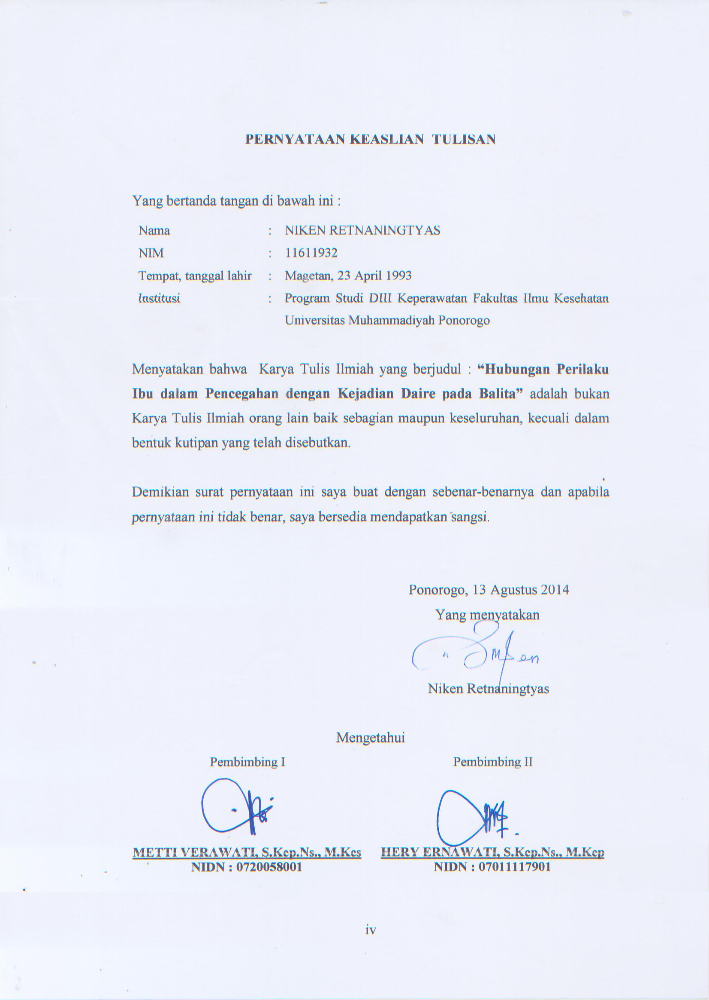 PERNYATAAN KEASLIAN TULISAN
Yang bertanda tangan di bawah ini :
Nama : NIKEN RETNANINGTYAS
NIM : 11611932
Tempat, tanggal lahir : Magetan, 23 April 1993
Institusi : Program Studi DIII Keperawatan Fakultas Ilmu Kesehatan
Universitas Muhammadiyah Ponorogo
Menyatakan bahwa Karya Tulis Ilmiah yang berjudul : “Hubungan Perilaku
Ibu dalam Pencegahan dengan Kejadian Daire pada Balita” adalah bukan
Karya Tulis Ilmiah orang lain baik sebagian maupun keseluruhan, kecuali dalam
bentuk kutipan yang telah disebutkan.
Demikian surat pernyataan ini saya buat dengan sebenar-benarnya dan apabila
pernyataan ini tidak benar, saya bersedia mendapatkan sangsi.
Ponorogo, 13 Agustus 2014
Yang menyatakan
Niken Retnaningtyas
Mengetahui
Pembimbing I Pembimbing II
METTI VERAWATI, S.Kep.Ns., M.Kes HERY ERNAWATI, S.Kep.Ns., M.Kep
NIDN : 0720058001 NIDN : 07011117901
iv